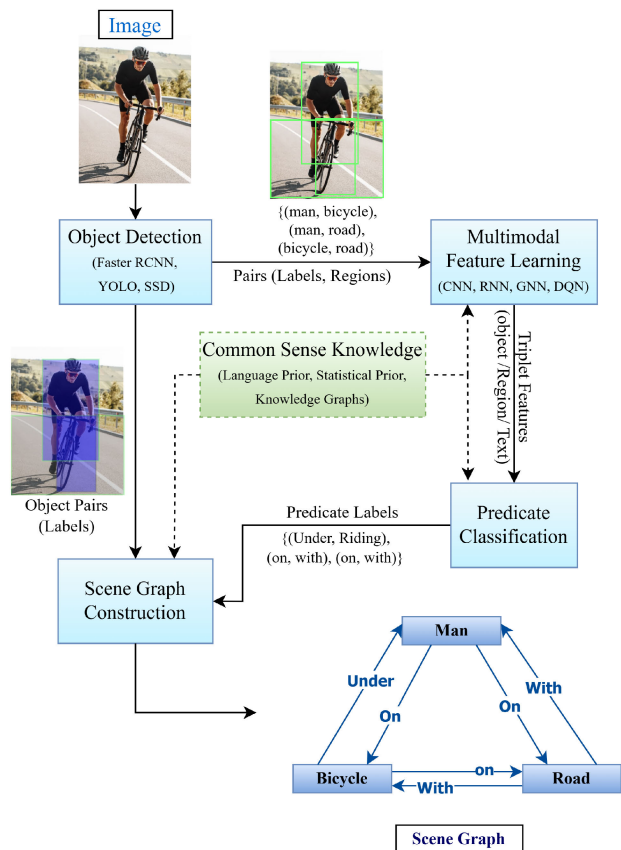 Image
{(man, bicycle),
(man, road),
(bicycle, road)}
Object Detection
(Faster RCNN,
YOLO, SSD)
Pairs (Labels, Regions)
Multimodal
Feature Learning
(CNN, RNN, GNN, DQN)
Common Sense Knowledge
(Language Prior, Statistical Prior,
Knowledge Graphs)
Triplet Features
(object /Region/ Text)
Object Pairs
(Labels)
Predicate Labels
{(Under, Riding),
(on, with), (on, with)}
Predicate
Classification
Scene Graph
Construction
Man
Under
On
On
With
Bicycle
on
With
Road
Scene Graph